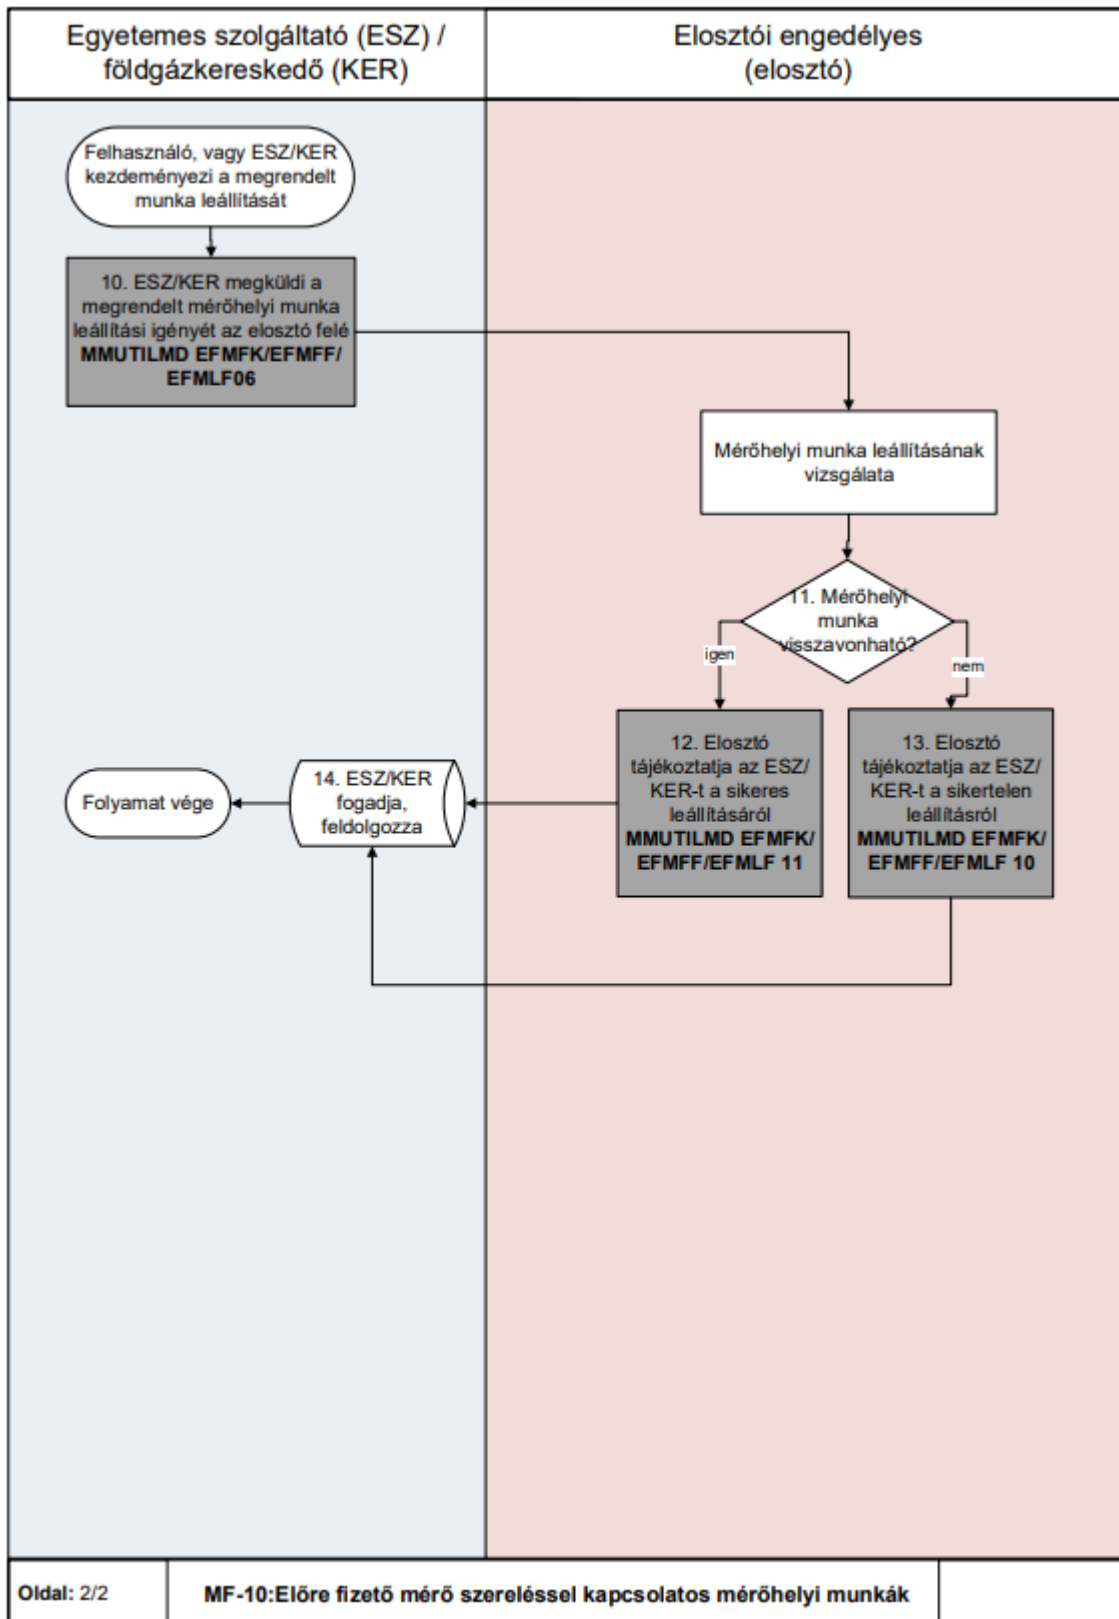 Egyetemes szolgáltató (ESZ) /
földgázkereskedő (KER)
Elosztói engedélyes
(elosztó)
Felhasználó, vagy ESZ/KER
kezdeményezi a megrendelt
munka leállítását
10. ESZ/KER megküldi a
megrendelt mérőhelyi munka
leállítási igényét az elosztó felé
MMUTILMD EFMFK/EFMFF/
EFMLF06
Mérőhelyi munka leállításának
vizsgálata
11. Mérőhelyi
munka
visszavonható?
igen
nem
12. Elosztó
tájékoztatja az ESZ/
KER-t a sikeres
leállításáról
MMUTILMD EFMFK/
EFMFF/EFMLF 11
13. Elosztó
tájékoztatja az ESZ/
KER-t a sikertelen
leállításról
MMUTILMD EFMFK/
EFMFF/EFMLF 10
14. ESZ/KER
fogadja,
feldolgozza
Folyamat vége
Oldal: 2/2
MF-10:Előre fizető mérő szereléssel kapcsolatos mérőhelyi munkák